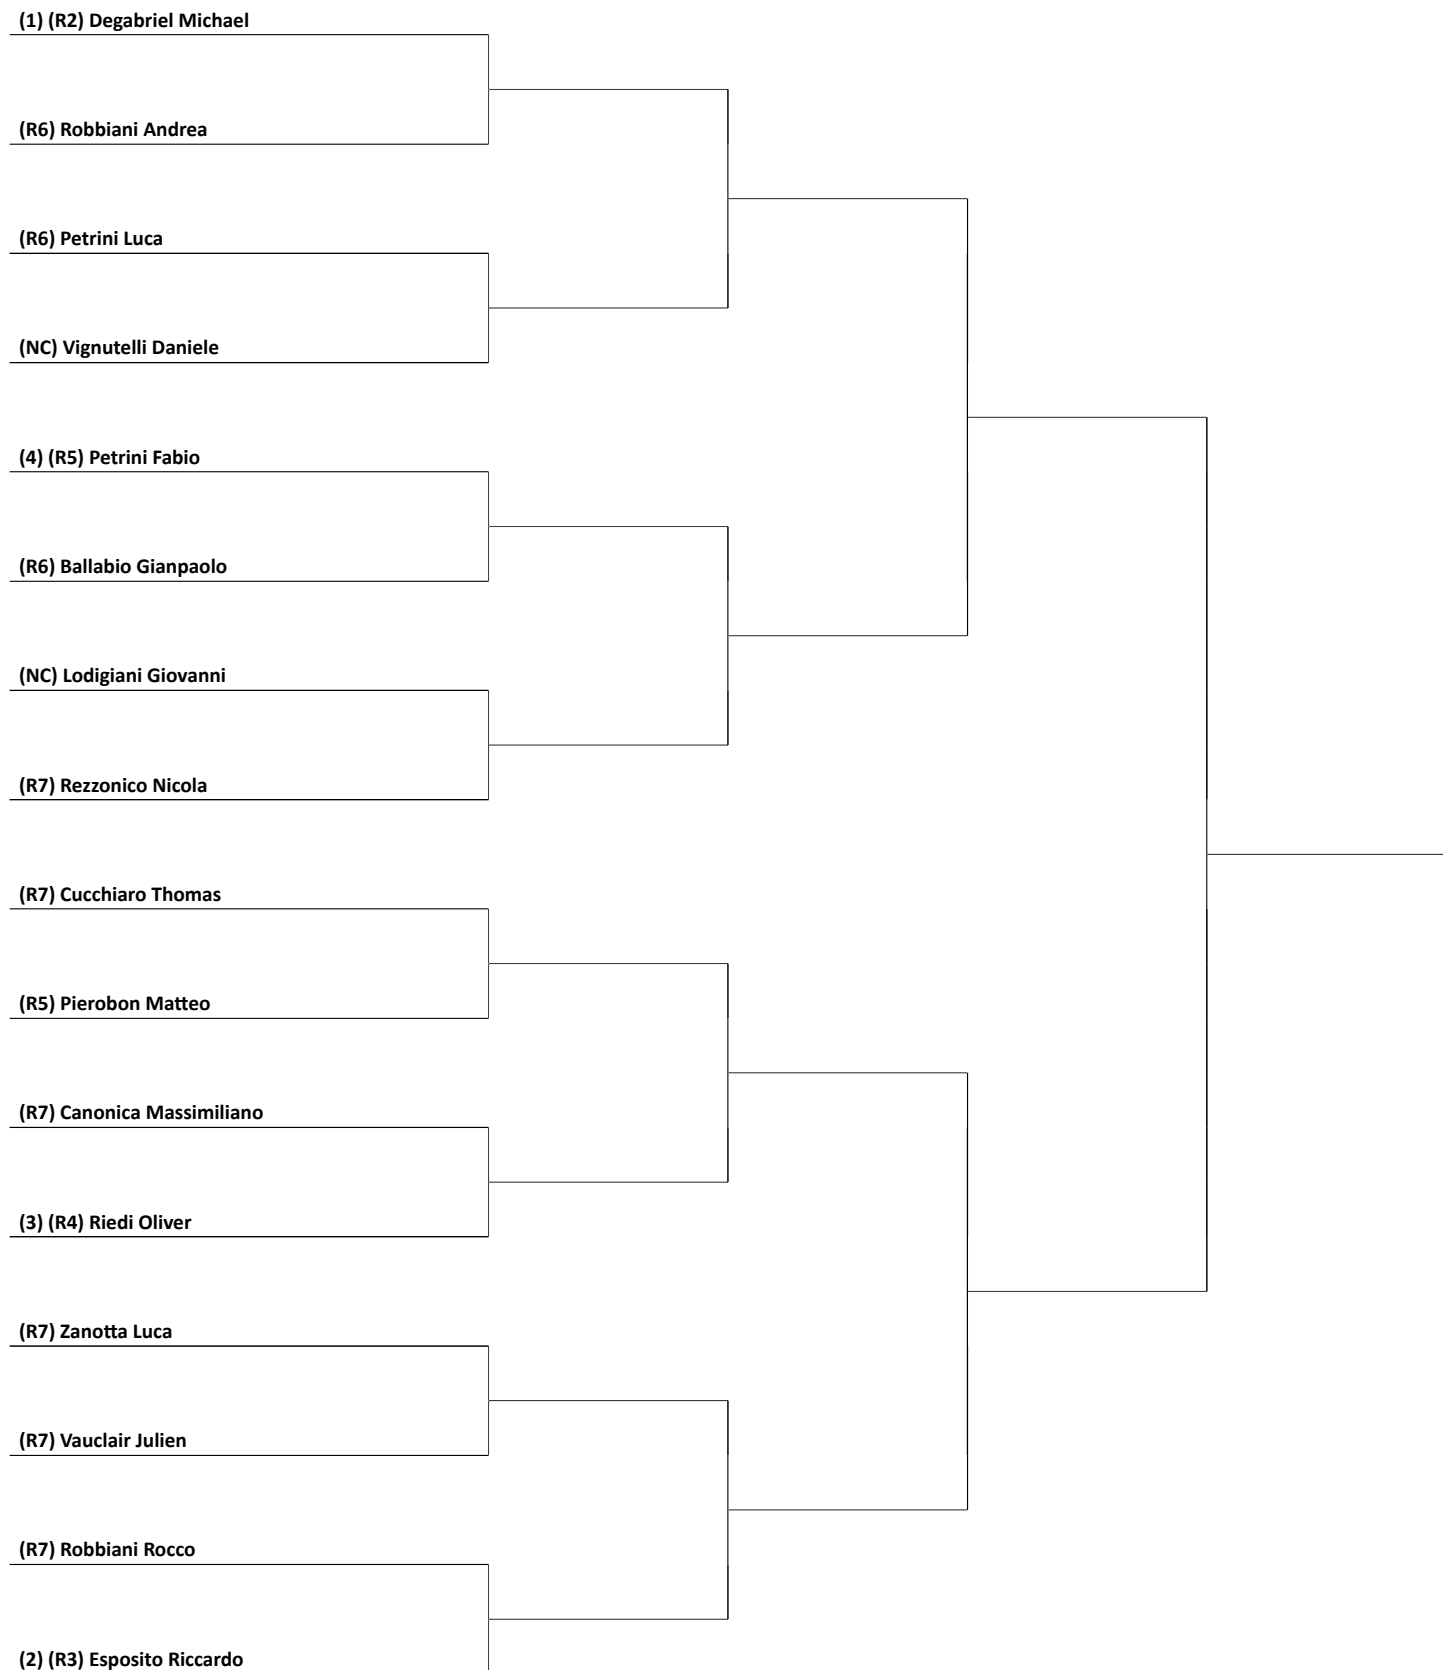 (1) (R2) Degabriel Michael
(R6) Robbiani Andrea
(R6) Petrini Luca
(NC) Vignutelli Daniele
(4) (R5) Petrini Fabio
(R6) Ballabio Gianpaolo
(NC) Lodigiani Giovanni
(R7) Rezzonico Nicola
(R7) Cucchiaro Thomas
(R5) Pierobon Matteo
(R7) Canonica Massimiliano
(3) (R4) Riedi Oliver
(R7) Zanotta Luca
(R7) Vauclair Julien
(R7) Robbiani Rocco
(2) (R3) Esposito Riccardo